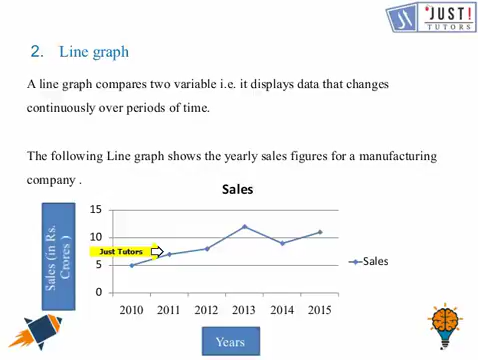 'JUST!
TUTORS
2. Line graph
A line graph compares two variable i.e. it displays data that changes
continuously over periods of time.
The following Line graph shows the yearly sales figures for a manufacturing
company .
Sales
15
10
5
0
Sales (in Rs.
Crores )
Just Tutors
Sales
2010 2011 2012 2013 2014 2015
Years